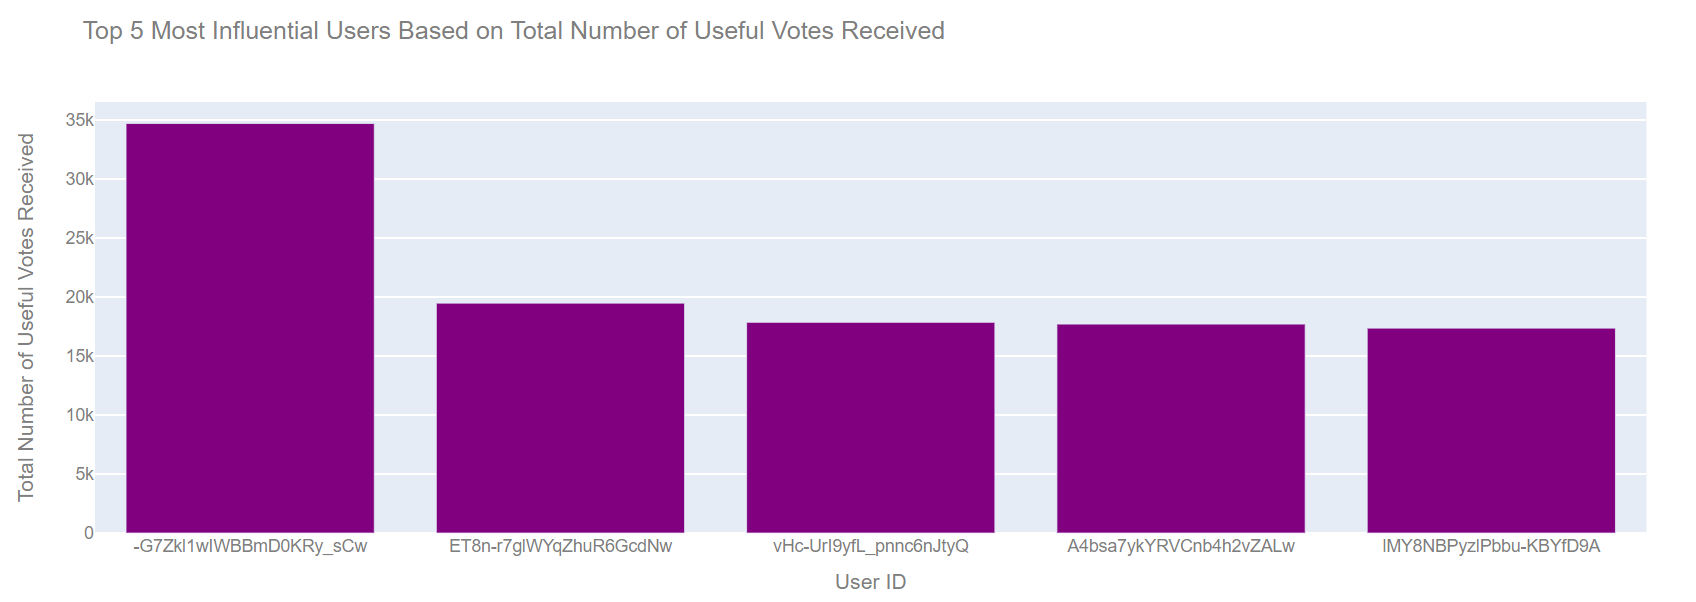 Top 5 Most Influential Users Based on Total Number of Useful Votes Received
Total Number of Useful Votes Received
35k
30k
25k
20k
15k
10k
5k
0
-G7Zkl1wIWBBmD0KRy_sCw
ET8n-r7glWYqZhuR6GcdNw
vHc-UrI9yfL_pnnc6nJtyQ
A4bsa7ykYRVCnb4h2vZALw
IMY8NBPyzIPbbu-KBYfD9A
User ID